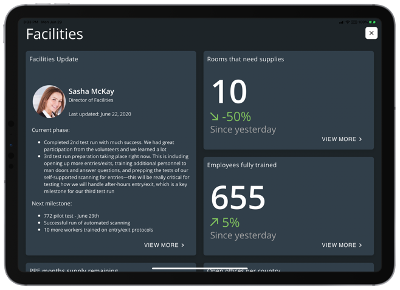 Facilities
Facilities Update
Sasha McKay
Director of Facilities
Last updated: June 22, 2020
Current phase:
Completed 2nd test run with much success. We had great
participation from the volunteers and we learned a lot
3rd test run preparation taking place right now. This is including
opening up more entryways, training additional personnel to
man doors and answer questions, and prepping the tests of our
self-supported scanning for entries—this will be really critical for
testing how we will handle after-hours entry/exit, which is a key
milestone for our third test run
Next milestone:
772 pilot test - June 29th
Successful run of automated scanning
10 more workers trained on entry/exit protocols
VIEW MORE >
Rooms that need supplies
10
-50%
Since yesterday
VIEW MORE >
Employees fully trained
655
5%
Since yesterday
VIEW MORE >
PPE months supply remaining
Open offices per country